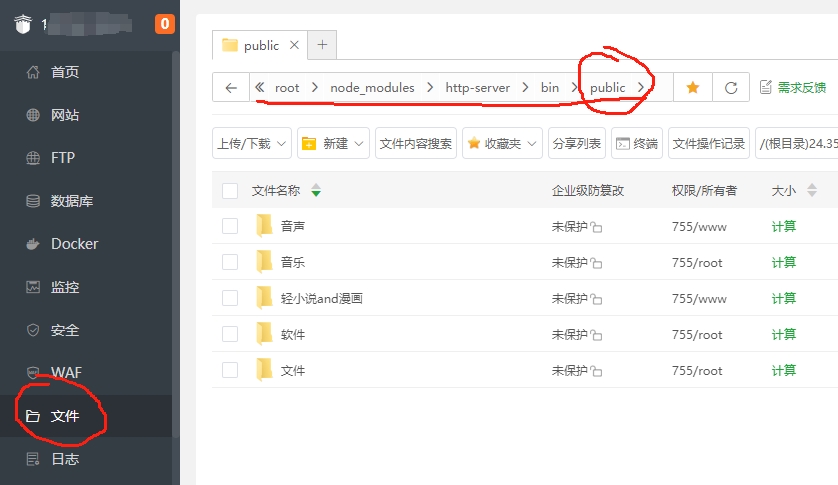 0
public
首页
root > node_modules > http-server > bin > public >
需求反馈
网站
上传/下载
新建
文件内容搜索
收藏夹
分享列表
终端
文件操作记录
/(根目录)24.35
FTP
数据库
文件名称
企业级防篡改
权限/所有者
大小
音声
未保护
755/www
计算
Docker
音乐
未保护
755/root
计算
监控
轻小说and漫画
未保护
755/www
计算
安全
软件
未保护
755/root
计算
WAF
文件
未保护
755/root
计算
文件
日志